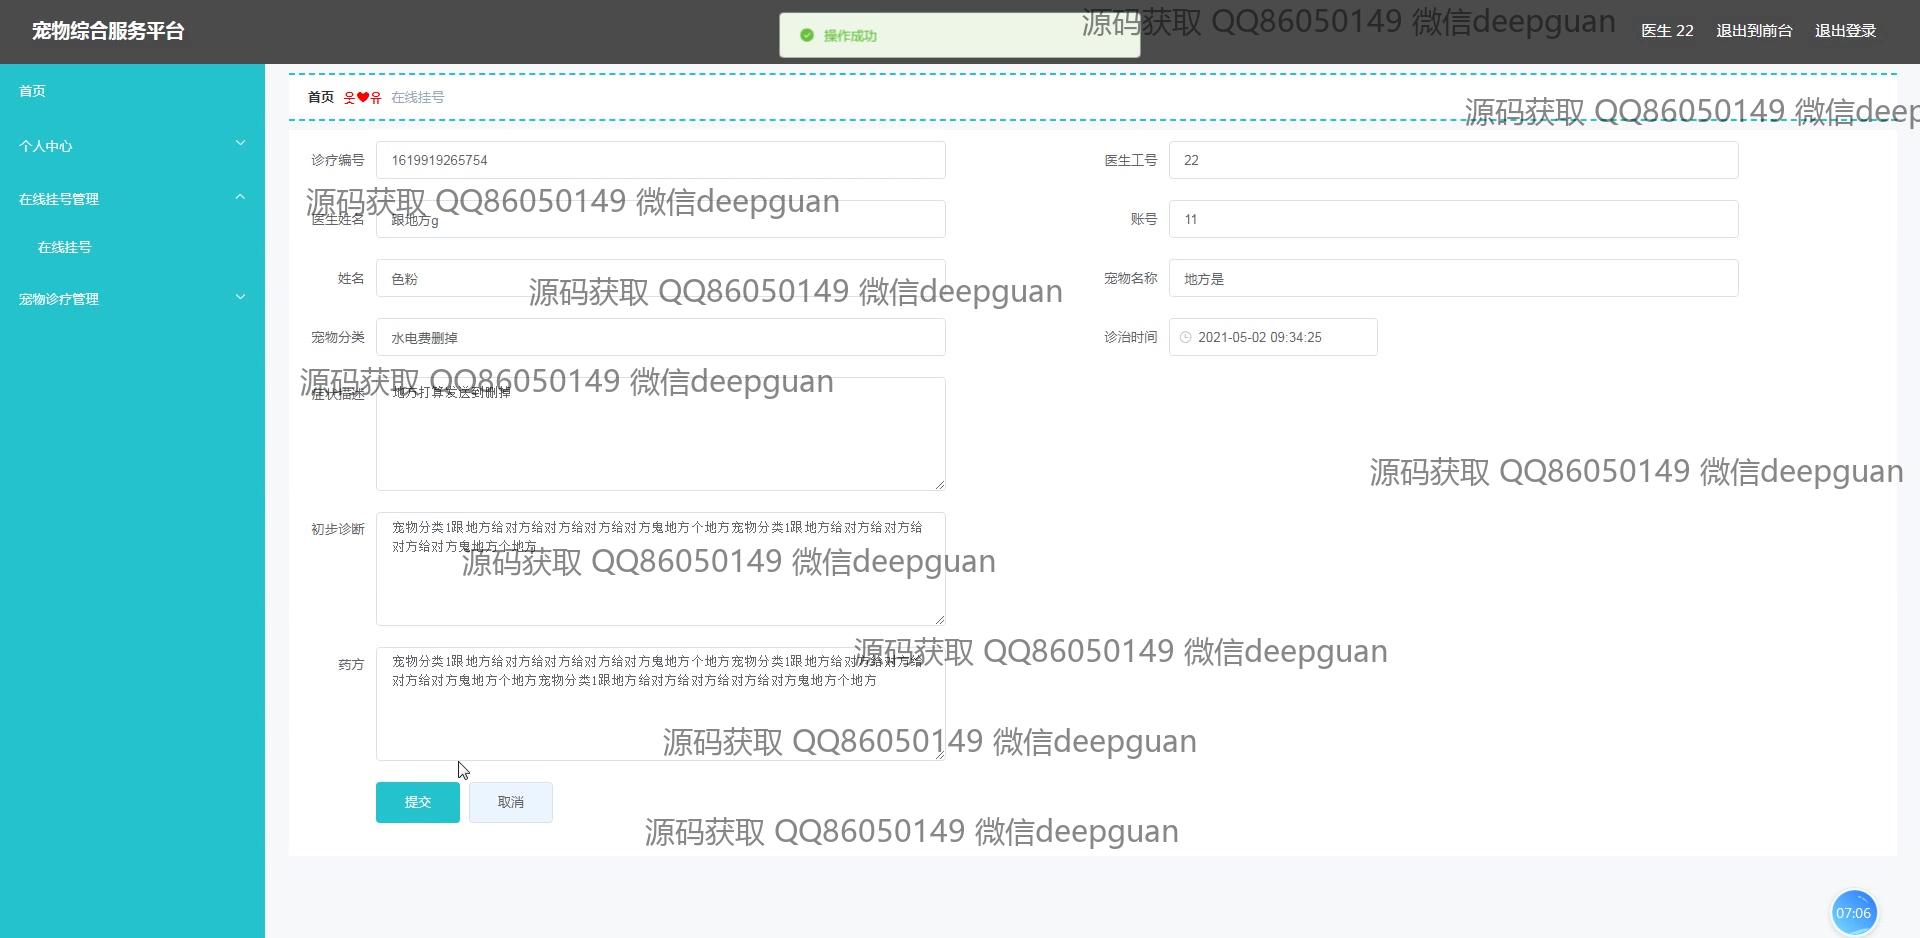 宠物综合服务平台
操作成功
源码获取 QQ86050149 微信deepguan
医生 22 退出到前台 退出登录
首页
个人中心
在线挂号管理
在线挂号
宠物诊疗管理
首页 웃❤유 在线挂号
源码获取 QQ86050149 微信deep
诊疗编号 1619919265754
医生工号 22
源码获取 QQ86050149 微信deepguan
医生姓名 跟地方g
账号 11
姓名 色粉
宠物名称 地方是
源码获取 QQ86050149 微信deepguan
宠物分类 水电费删掉
诊治时间 2021-05-02 09:34:25
源码获取 QQ86050149 微信deepguan
症状描述 地方打算发送到删掉
源码获取 QQ86050149 微信deepguan
初步诊断 宠物分类1跟地方给对方给对方给对方给对方鬼地方个地方宠物分类1跟地方给对方给对方给
对方给对方鬼地方个地方
源码获取 QQ86050149 微信deepguan
源码获取 QQ86050149 微信deepguan
药方 宠物分类1跟地方给对方给对方给对方给对方鬼地方个地方宠物分类1跟地方给对方给对方给
对方给对方鬼地方个地方宠物分类1跟地方给对方给对方给对方给对方鬼地方个地方
源码获取 QQ86050149 微信deepguan
提交 取消
源码获取 QQ86050149 微信deepguan
07:06